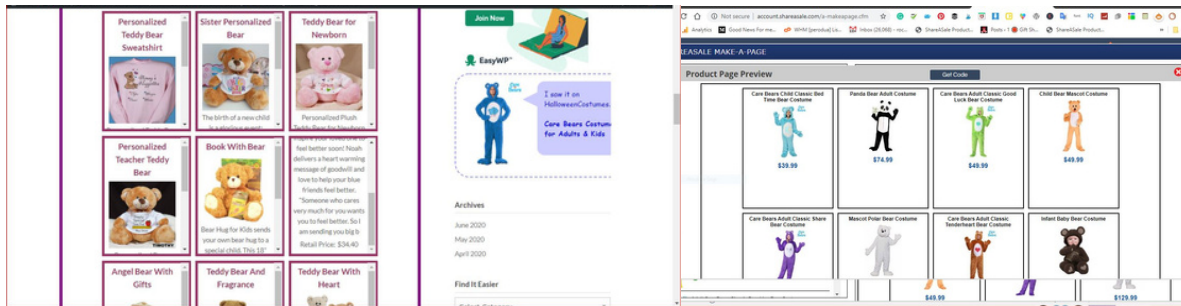 Personalized
Teddy Bear
Sweatshirt
Sister Personalized
Bear
The birth of a new child
Teddy Bear for
Newborn
Personalized Plush
Personalized
Teacher Teddy
Bear
Book With Bear
Bear Hug for Kids sends
your own bear hug to a
special child. This 18"
feel better soon! Noah
delivers a heart warming
message of goodwill and
love to help your blue
friends feel better.
"Someone who cares
very much for you wants
you to feel better. So I
am sending you big b
Retail Price: $34.40
Angel Bear With
Gifts
Teddy Bear And
Fragrance
Teddy Bear With
Heart
Join Now
EasyWP
I saw it on
HalloweenCostumes.
Care Bears Costum
for Adults & Kids
Archives
June 2020
May 2020
April 2020
Find It Easier
Not secure | account.shareasale.com/a-makeapage.cfm
Analytics
Good News For me...
ShareASale Product...
Posts - 1
Gift Sh...
ShareASale Product...
REASALE MAKE-A-PAGE
Product Page Preview
Get Code
Care Bears Child Classic Bed
Time Bear Costume
$39.99
Panda Bear Adult Costume
$74.99
Care Bears Adult Classic Good
Luck Bear Costume
$49.99
Child Bear Mascot Costume
$49.99
Care Bears Adult Classic Share
Bear Costume
Mascot Polar Bear Costume
Care Bears Adult Classic
Tenderheart Bear Costume
Infant Baby Bear Costume
$49.99
$129.99